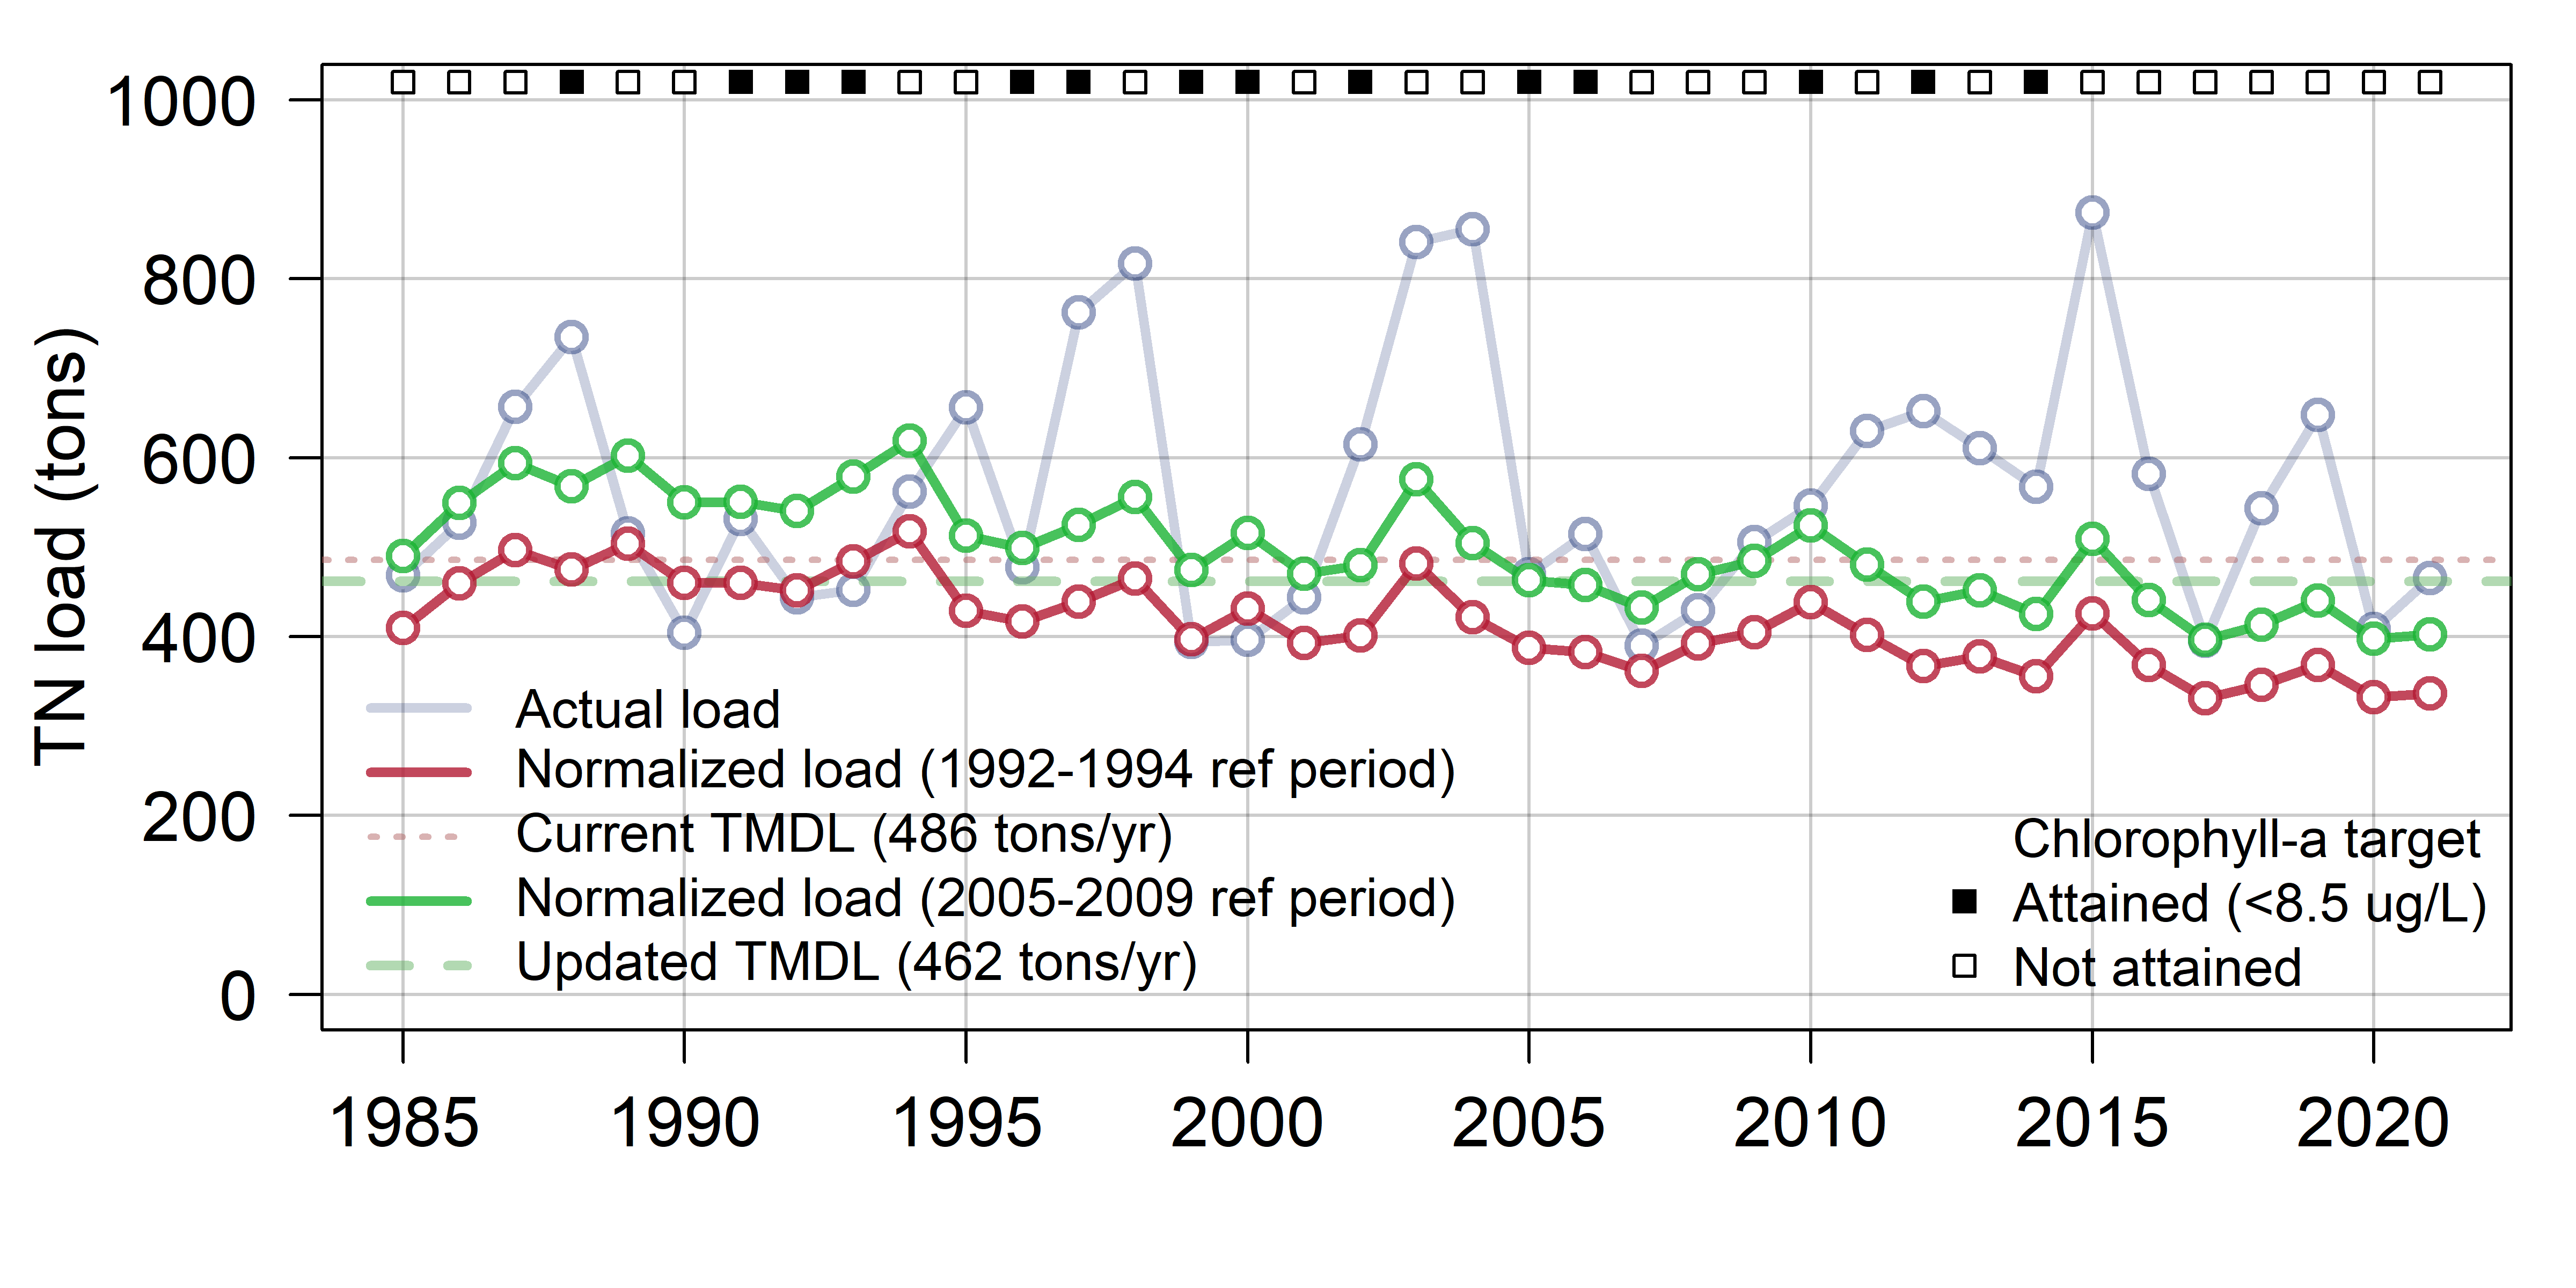 TN load (tons)
1000
800
600
400
200
0
Actual load
Normalized load (1992-1994 ref period)
Current TMDL (486 tons/yr)
Normalized load (2005-2009 ref period)
Updated TMDL (462 tons/yr)
Chlorophyll-a target
Attained (<8.5 ug/L)
Not attained
1985 1990 1995 2000 2005 2010 2015 2020